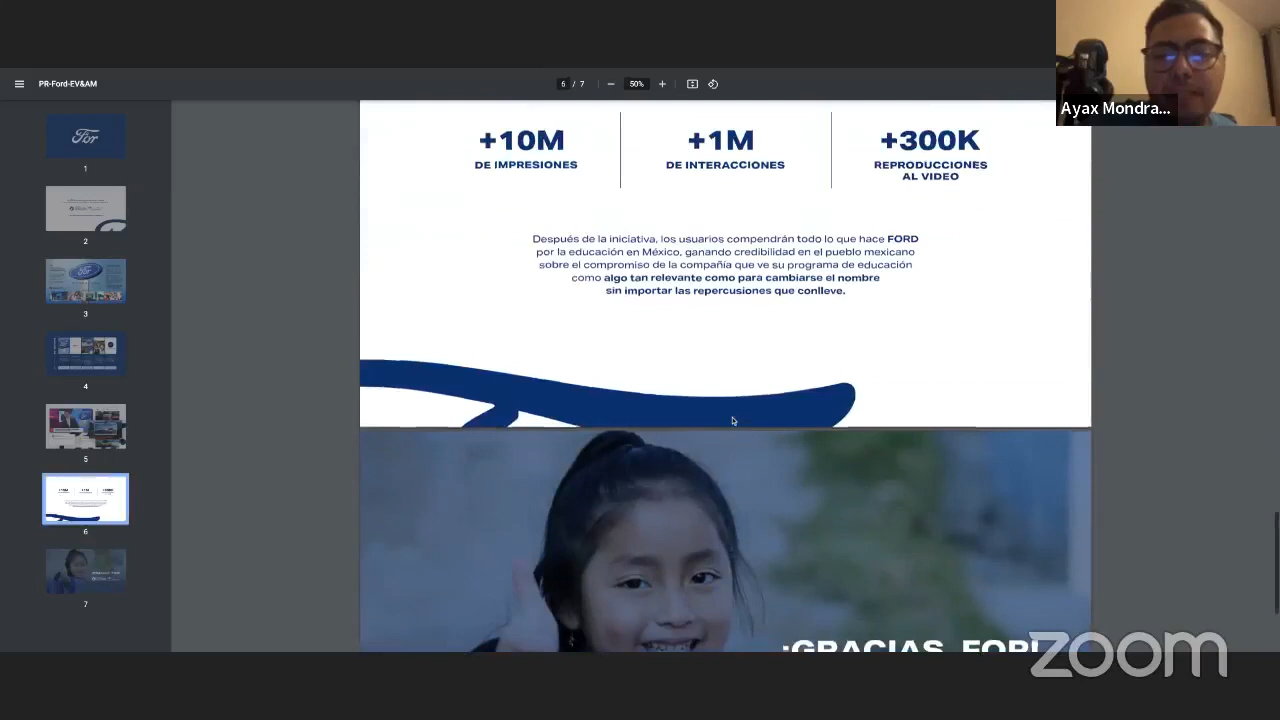 Ayax Mondra...
PR-Ford-EV&AM
6 / 7
50%
For
1
2
3
4
5
6
7
+10M
DE IMPRESIONES
+1M
DE INTERACCIONES
+300K
REPRODUCCIONES
AL VIDEO
Después de la iniciativa, los usuarios compendrán todo lo que hace FORD
por la educación en México, ganando credibilidad en el pueblo mexicano
sobre el compromiso de la compañía que ve su programa de educación
como algo tan relevante como para cambiarse el nombre
sin importar las repercusiones que conlleve.
¡GRACIAS, FOR!
zoom